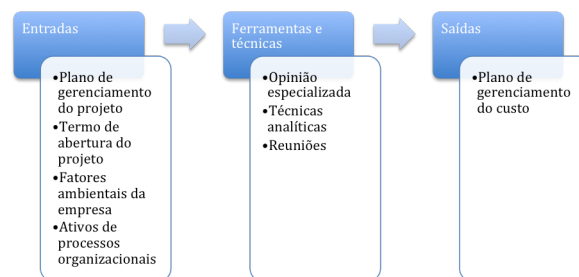 Entradas
•Plano de
gerenciamento
do projeto
•Termo de
abertura do
projeto
•Fatores
ambientais da
empresa
•Ativos de
processos
organizacionais
Ferramentas e
técnicas
•Opinião
especializada
•Técnicas
analíticas
•Reuniões
Saídas
•Plano de
gerenciamento
do custo